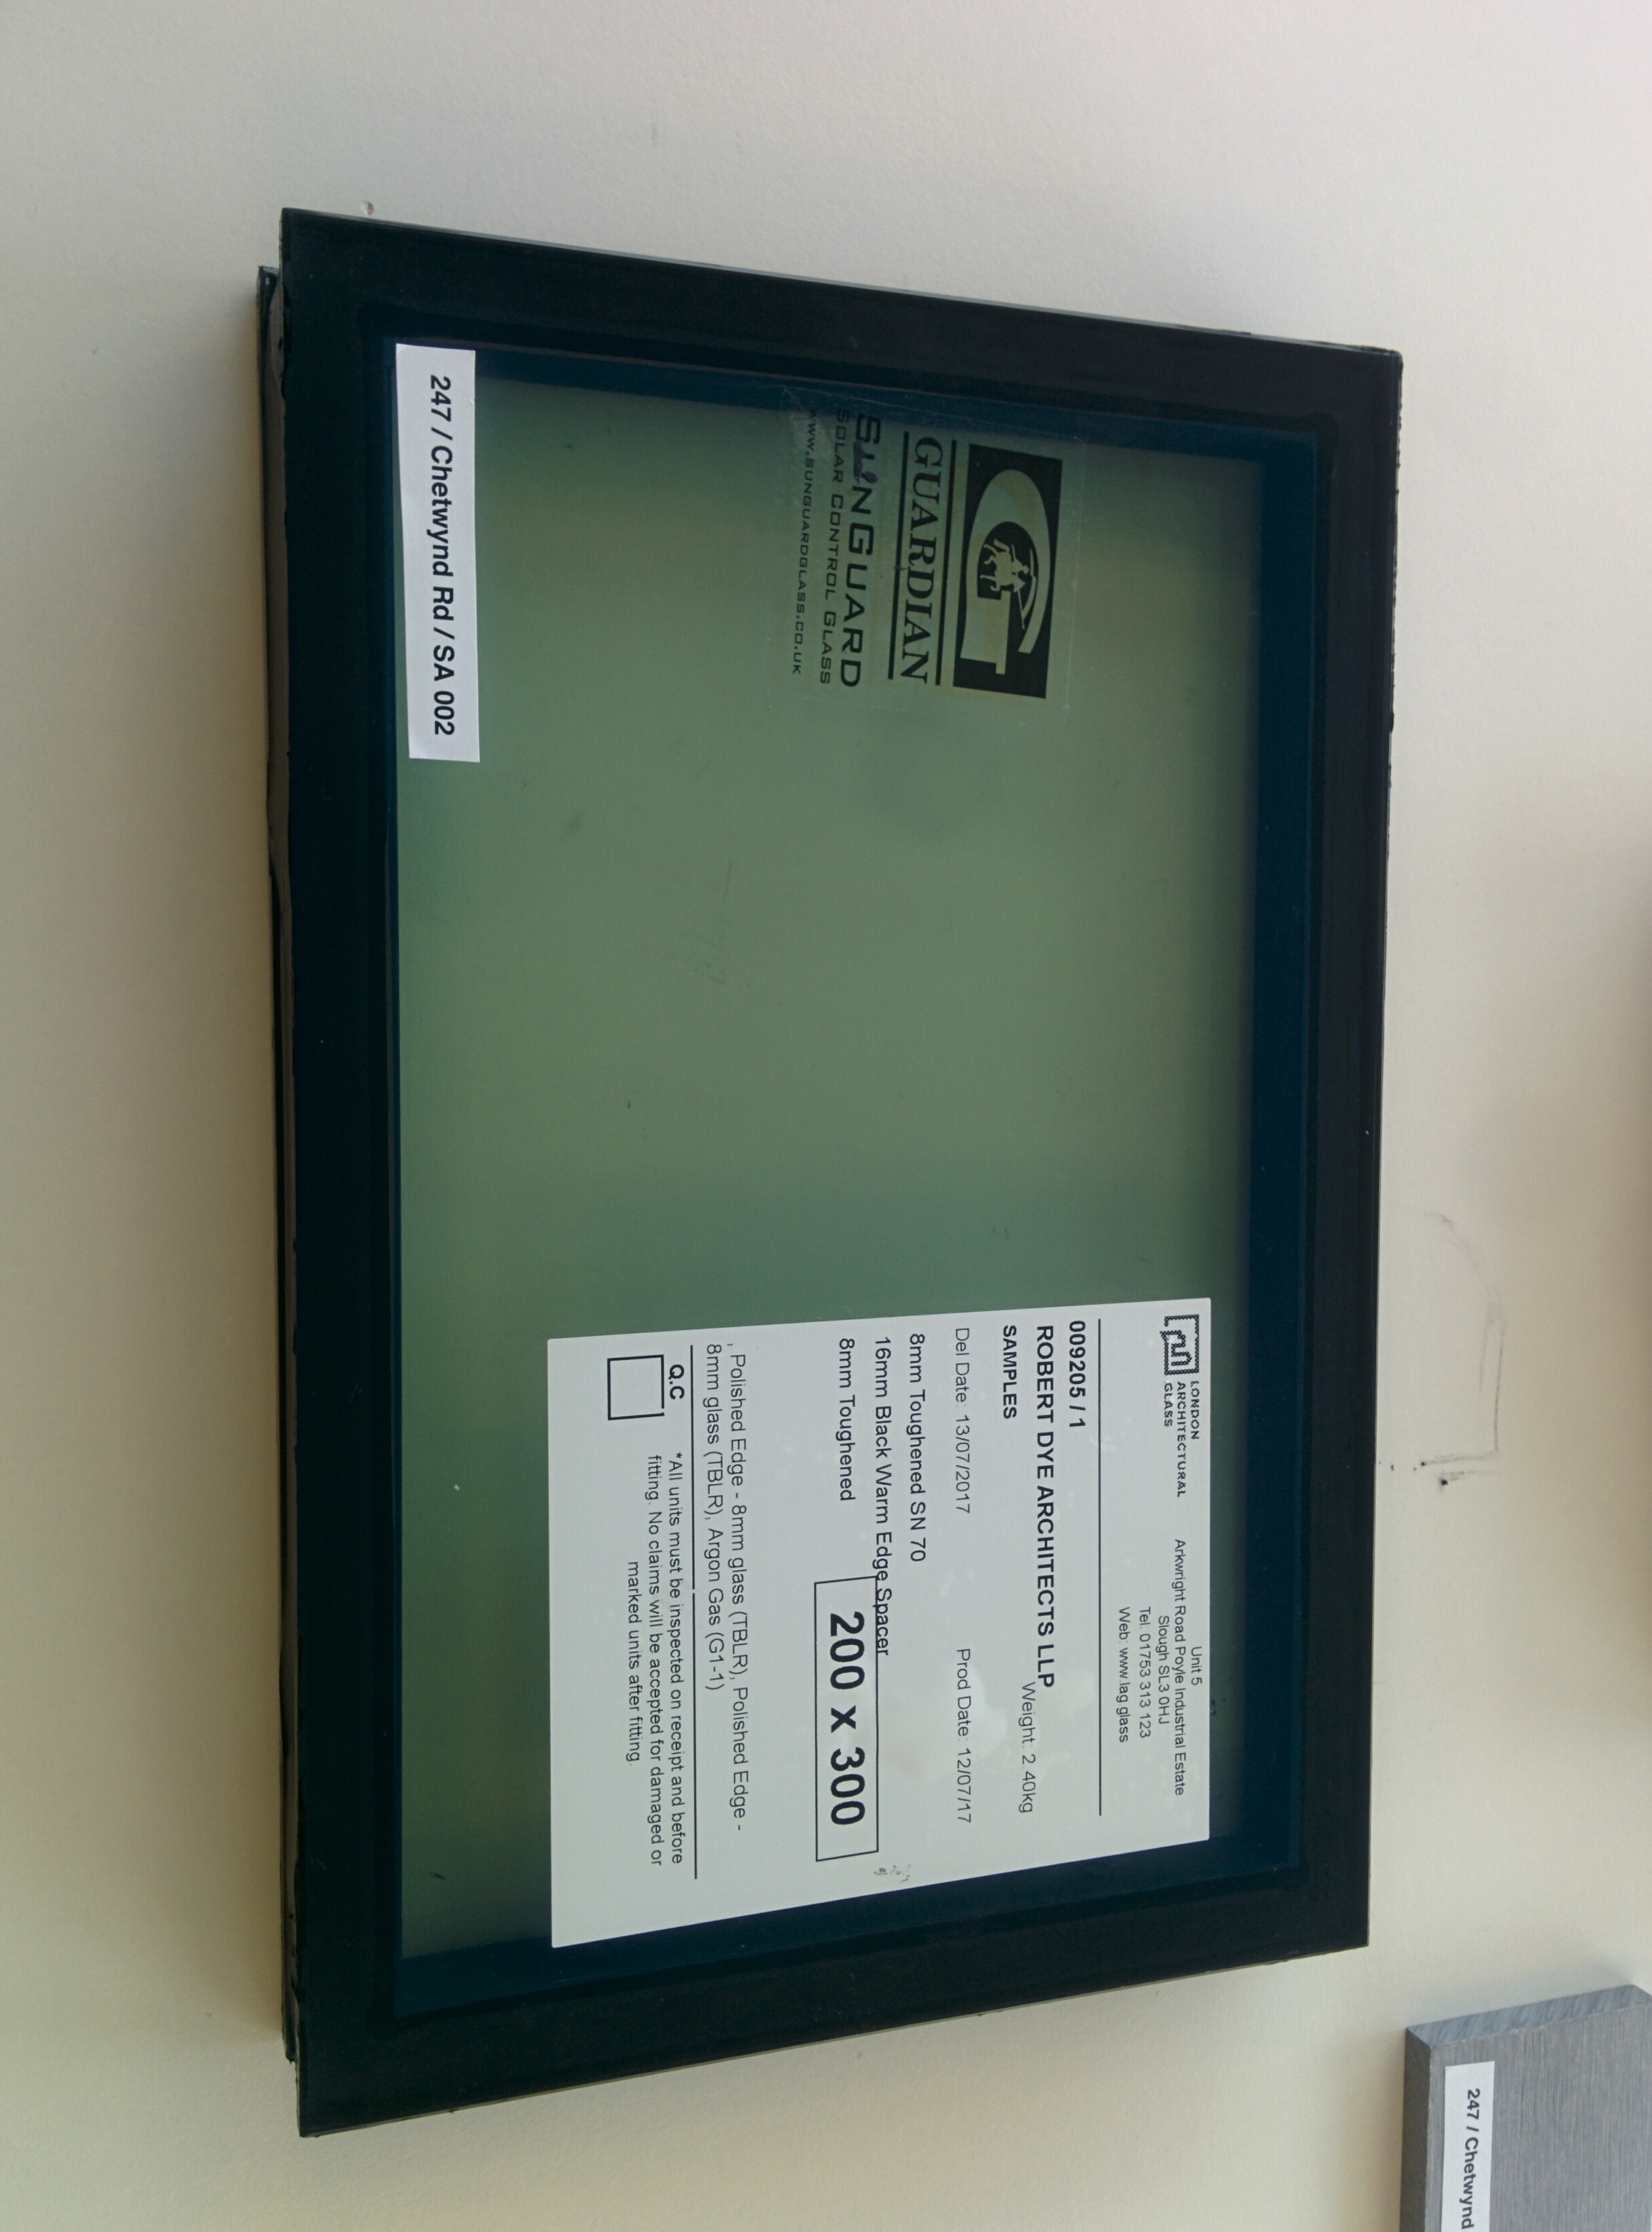 LONDON
ARCHITECTURAL
GLASS
Unit 5
Arkwright Road Poyle Industrial Estate
Slough SL3 0HJ
Tel: 01753 313 123
Web: www.lag.glass
009205 / 1
ROBERT DYE ARCHITECTS LLP
SAMPLES
Weight: 2.40kg
Del Date: 13/07/2017
Prod Date: 12/07/17
8mm Toughened SN 70
16mm Black Warm Edge Spacer
8mm Toughened
200 x 300
, Polished Edge - 8mm glass (TBLR), Polished Edge -
8mm glass (TBLR), Argon Gas (G1-1)
Q.C
*All units must be inspected on receipt and before
fitting. No claims will be accepted for damaged or
marked units after fitting.
G
GUARDIAN
SUNGUARD
SOLAR CONTROL GLASS
WWW.SUNGUARDGLASS.CO.UK
247 / Chetwynd Rd / SA 002
247 / Chetwynd